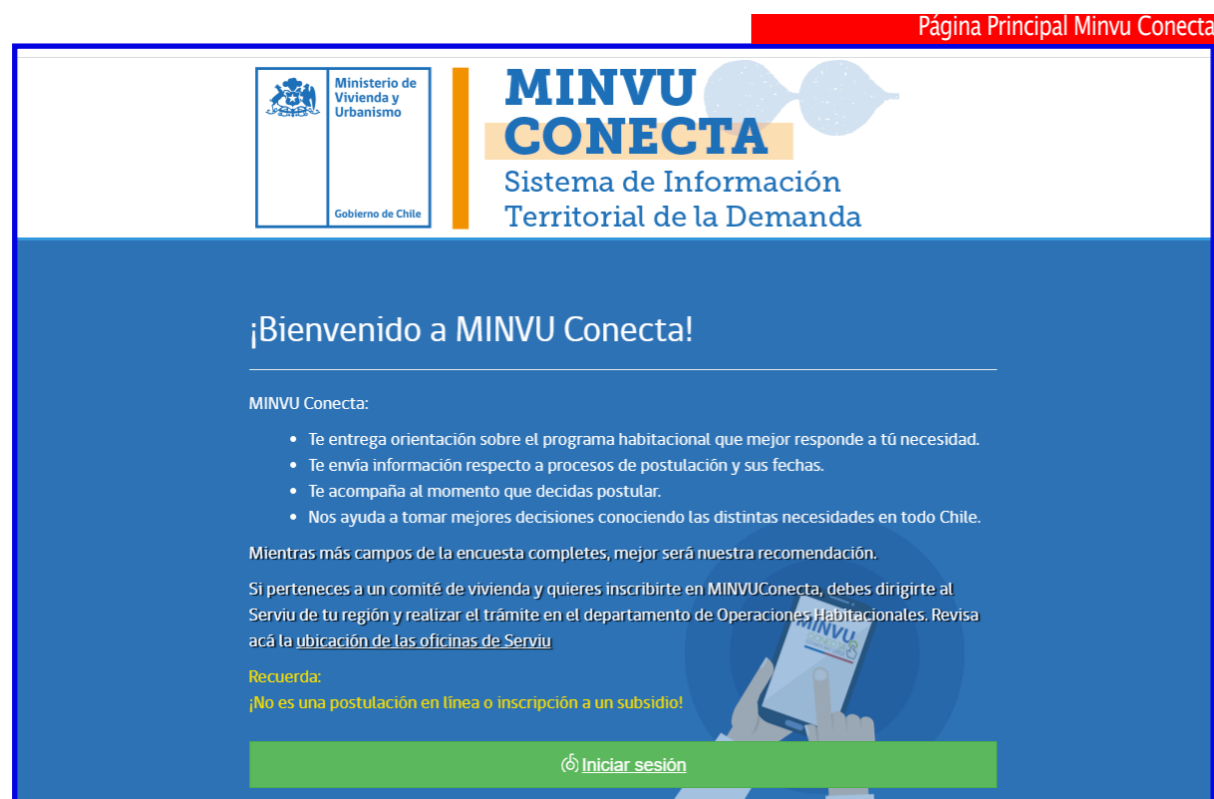 Página Principal Minvu Conecta
Ministerio de
Vivienda y
Urbanismo
Gobierno de Chile
MINVU
CONECTA
Sistema de Información
Territorial de la Demanda
¡Bienvenido a MINVU Conecta!
MINVU Conecta:
• Te entrega orientación sobre el programa habitacional que mejor responde a tú necesidad.
• Te envía información respecto a procesos de postulación y sus fechas.
• Te acompaña al momento que decidas postular.
• Nos ayuda a tomar mejores decisiones conociendo las distintas necesidades en todo Chile.
Mientras más campos de la encuesta completes, mejor será nuestra recomendación.
Si perteneces a un comité de vivienda y quieres inscribirte en MINVUConecta, debes dirigirte al
Serviu de tu región y realizar el trámite en el departamento de Operaciones Habitacionales. Revisa
acá la ubicación de las oficinas de Serviu
MINVU
Recuerda:
¡No es una postulación en línea o inscripción a un subsidio!
Iniciar sesión